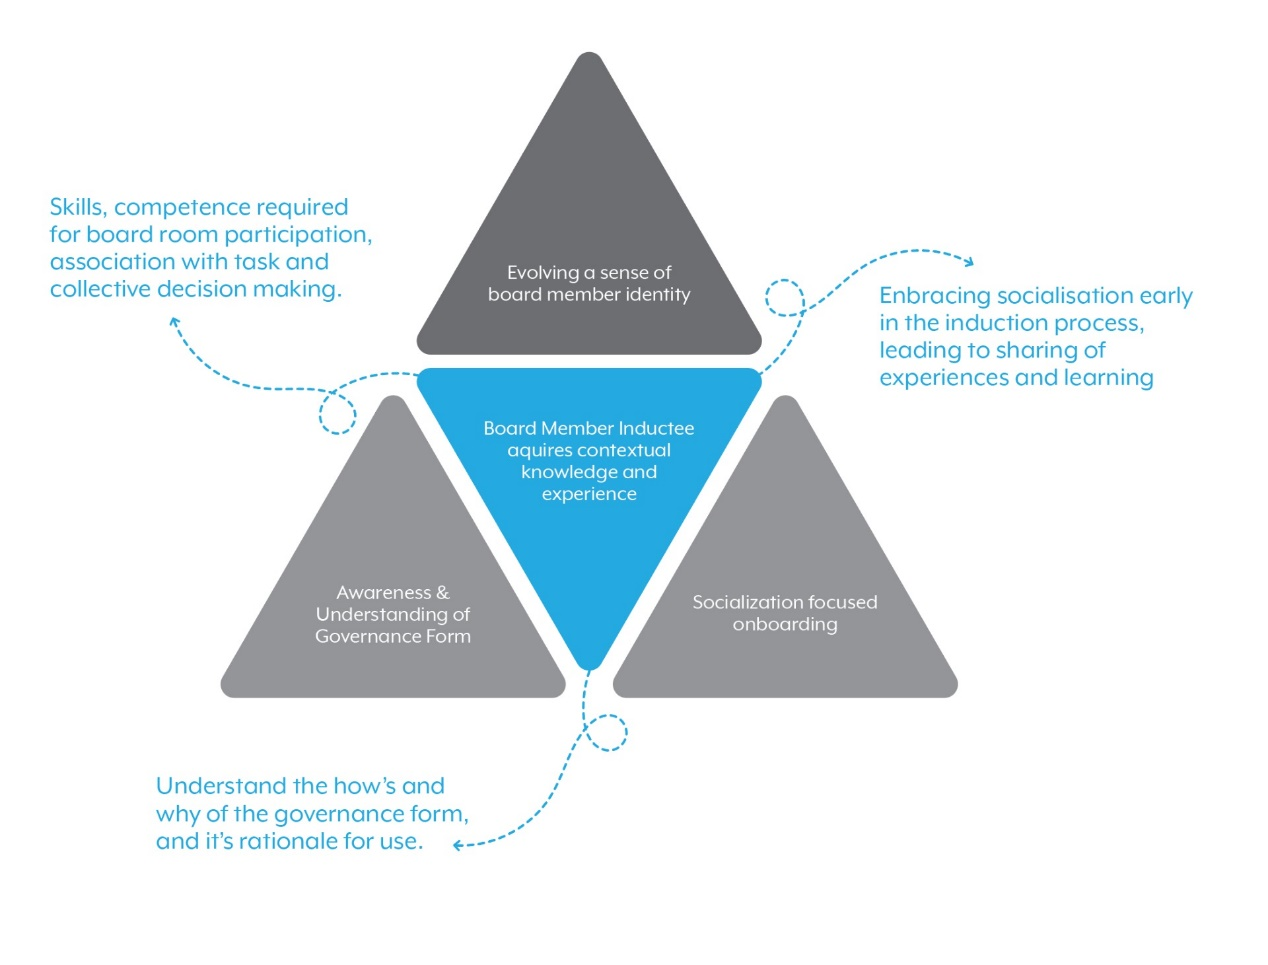 Skills, competence required
for board room participation,
association with task and
collective decision making.
Evolving a sense of
board member identity
Enbracing socialisation early
in the induction process,
leading to sharing of
experiences and learning
Board Member Inductee
aquires contextual
knowledge and
experience
Awareness &
Understanding of
Governance Form
Socialization focused
onboarding
Understand the how’s and
why of the governance form,
and it’s rationale for use.